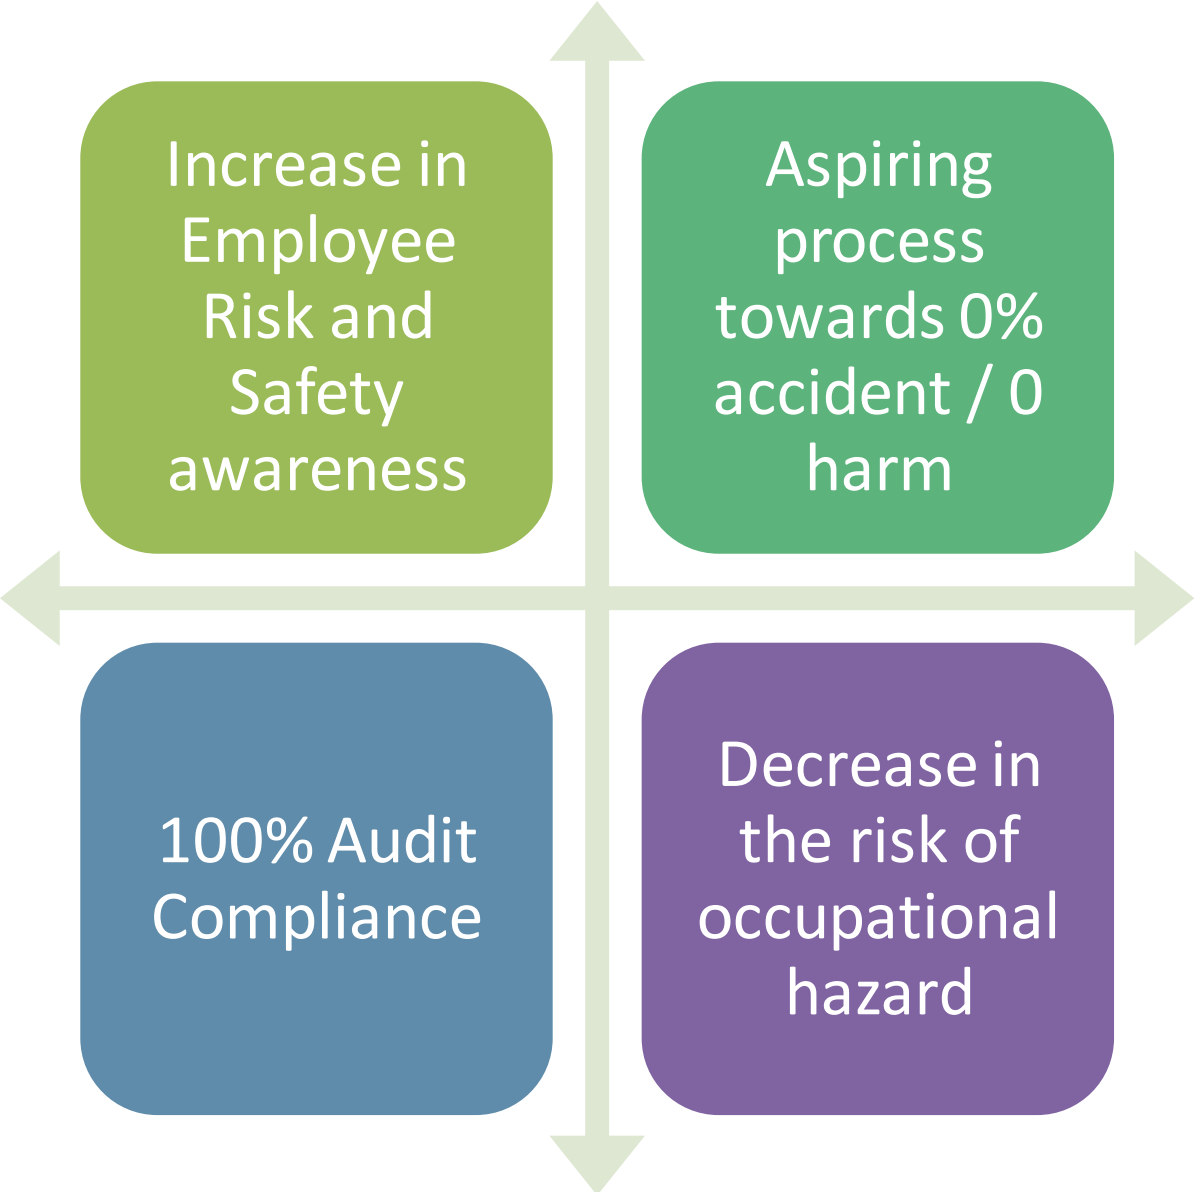 Increase in
Employee
Risk and
Safety
awareness
Aspiring
process
towards 0%
accident / 0
harm
100% Audit
Compliance
Decrease in
the risk of
occupational
hazard